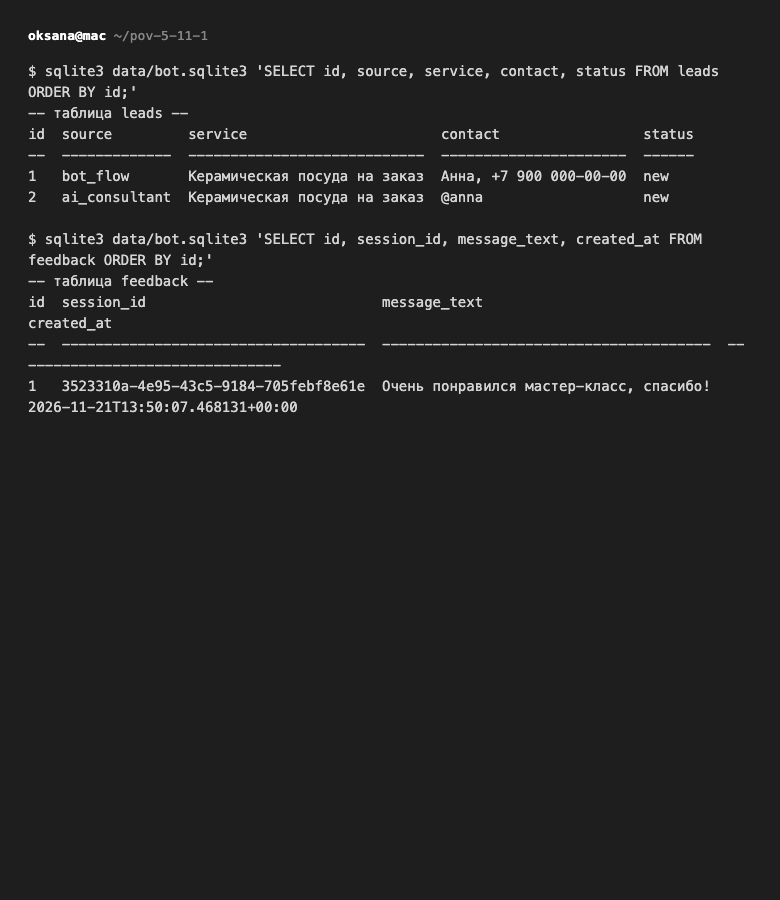 oksana@mac ~/pov-5-11-1
$ sqlite3 data/bot.sqlite3 'SELECT id, source, service, contact, status FROM leads
ORDER BY id;'
-- таблица leads --
id  source         service                       contact                 status
--  -------------  ----------------------------  ----------------------  ------
1   bot_flow       Керамическая посуда на заказ  Анна, +7 900 000-00-00  new
2   ai_consultant  Керамическая посуда на заказ  @anna                   new
$ sqlite3 data/bot.sqlite3 'SELECT id, session_id, message_text, created_at FROM
feedback ORDER BY id;'
-- таблица feedback --
id  session_id                            message_text
created_at
--  ------------------------------------  ---------------------------------------  --
------------------------------
1   3523310a-4e95-43c5-9184-705febf8e61e  Очень понравился мастер-класс, спасибо!
2026-11-21T13:50:07.468131+00:00